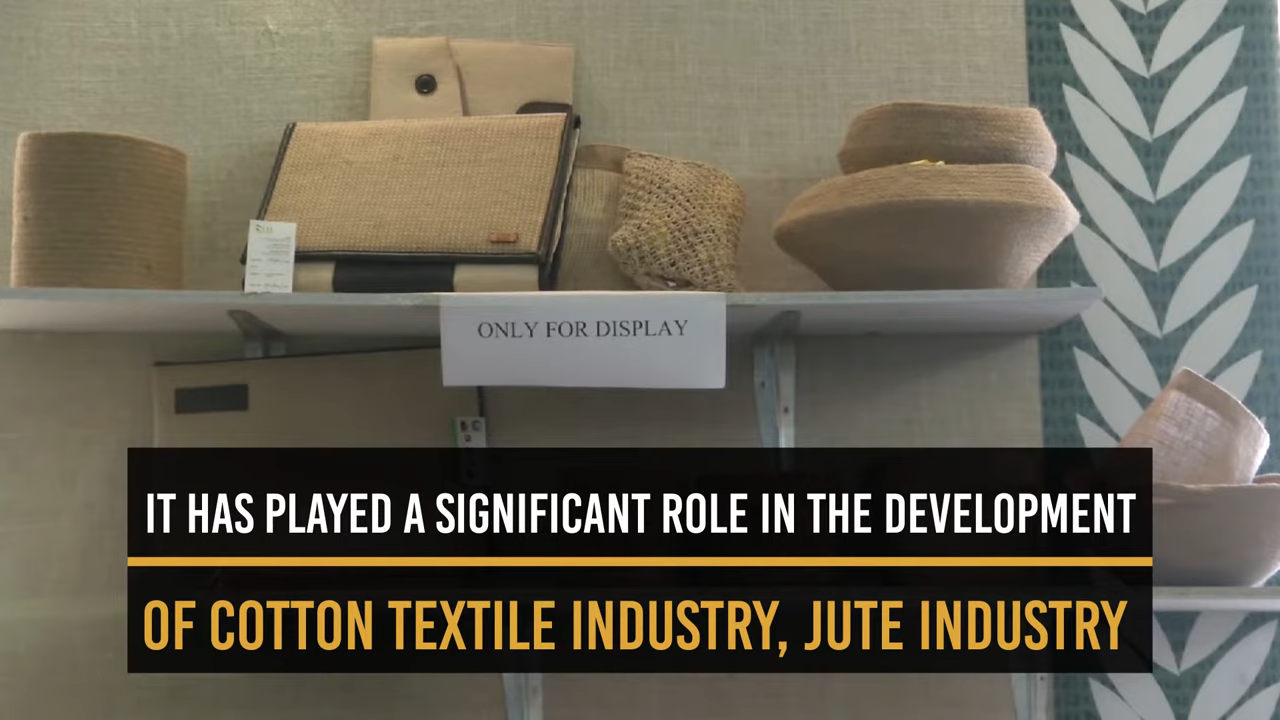 ONLY FOR DISPLAY
IT HAS PLAYED A SIGNIFICANT ROLE IN THE DEVELOPMENT
OF COTTON TEXTILE INDUSTRY, JUTE INDUSTRY